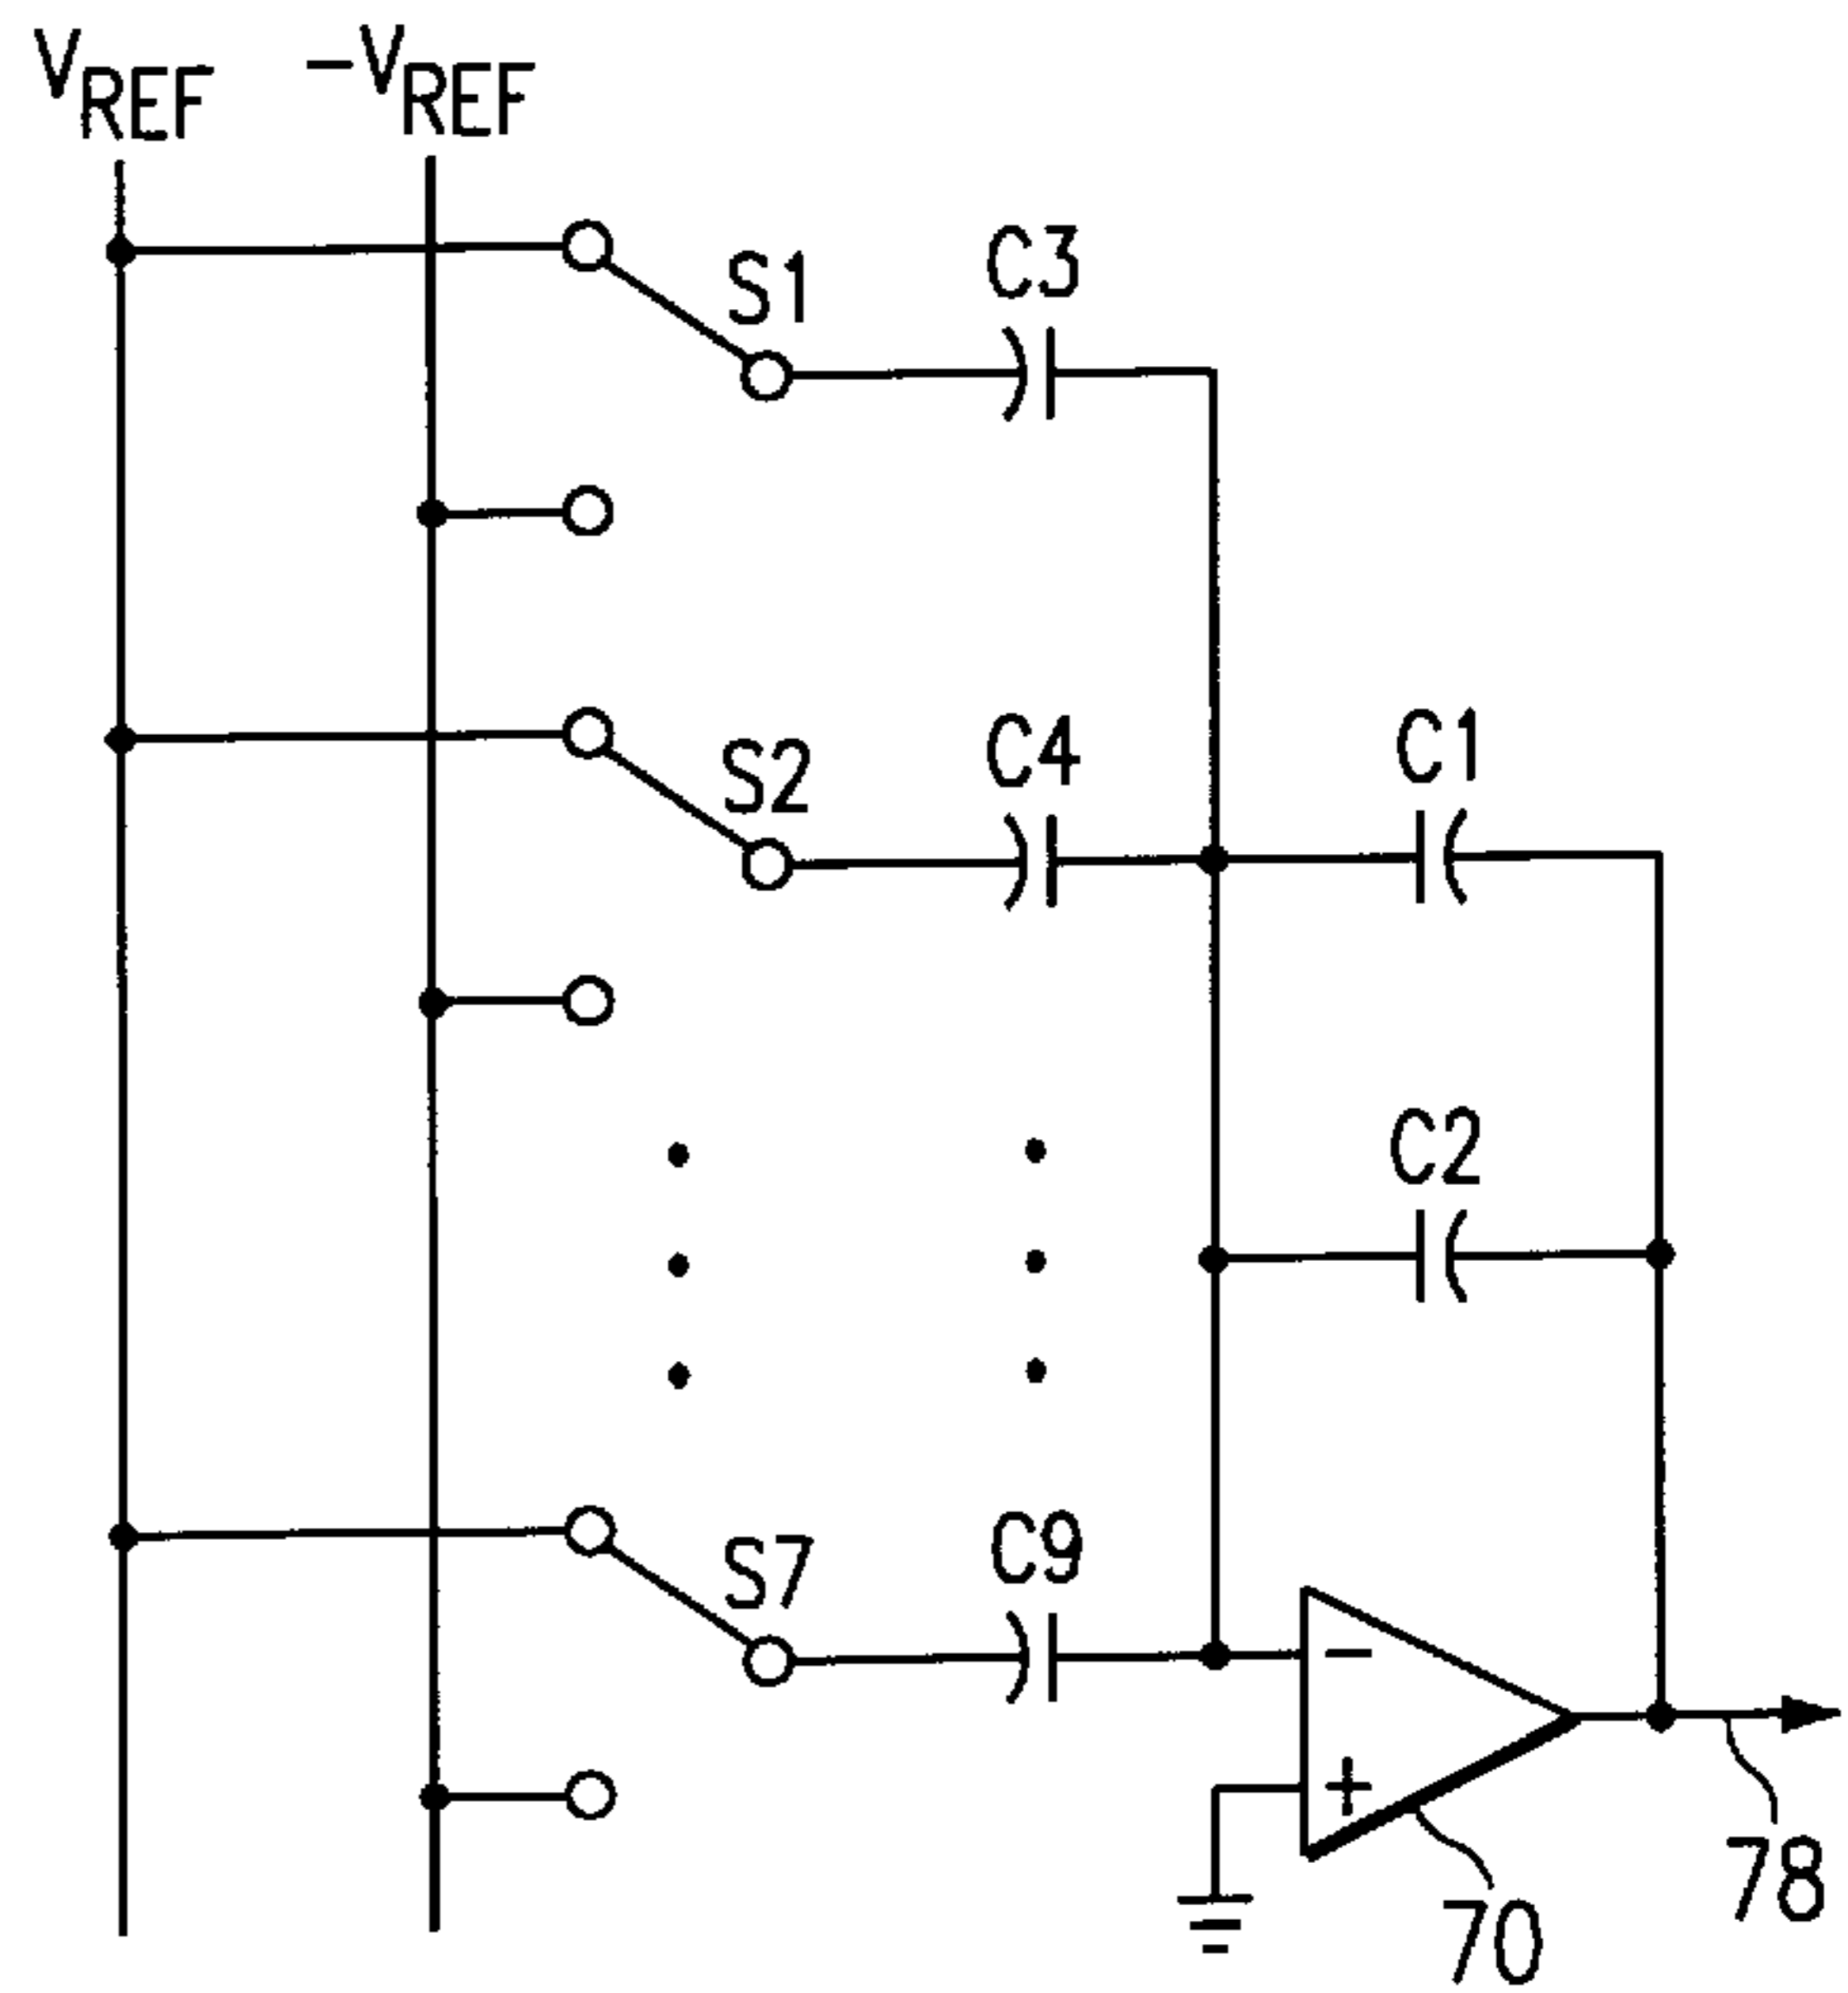 VREF -VREF
S1 C3
S2 C4 C1
C2
S7 C9
−
+
78
70